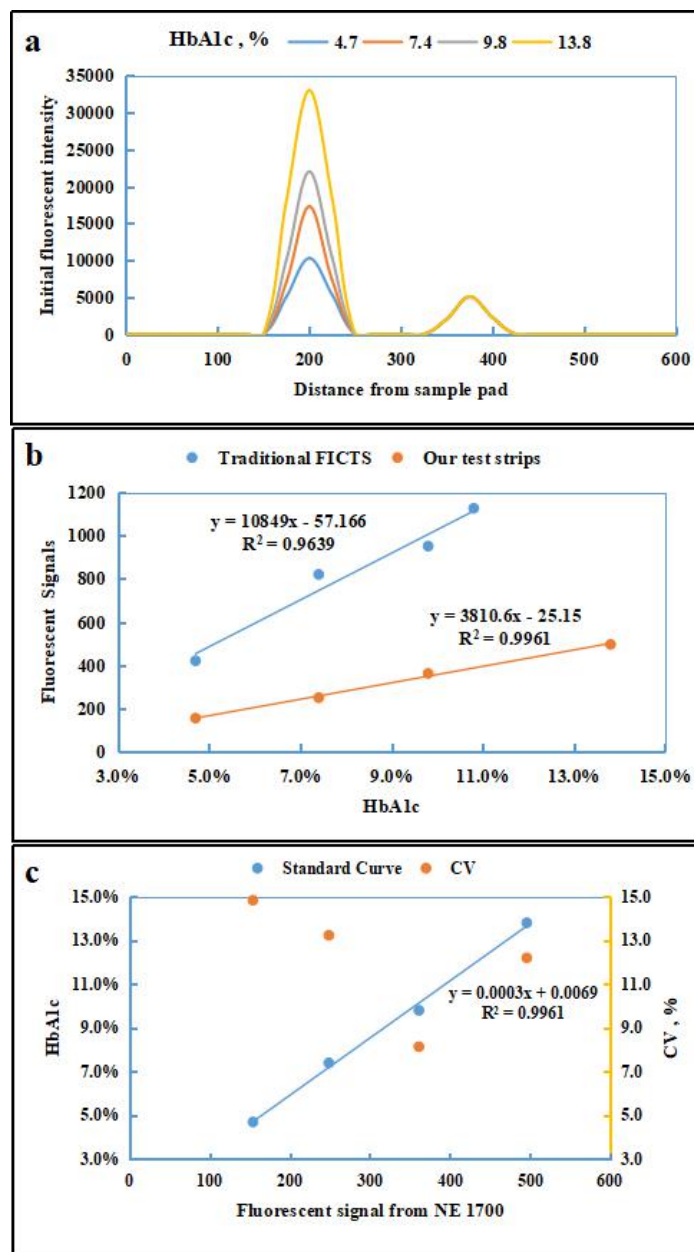 a
HbA1c , % 4.7 7.4 9.8 13.8
35000
30000
25000
20000
15000
10000
5000
0
Initial fluorescent intensity
0 100 200 300 400 500 600
Distance from sample pad
b
Traditional FICTS Our test strips
1200
1000
800
600
400
200
0
Fluorescent Signals
y = 10849x - 57.166
R² = 0.9639
y = 3810.6x - 25.15
R² = 0.9961
3.0% 5.0% 7.0% 9.0% 11.0% 13.0% 15.0%
HbA1c
c
Standard Curve CV
15.0%
13.0%
11.0%
9.0%
7.0%
5.0%
3.0%
HbA1c
y = 0.0003x + 0.0069
R² = 0.9961
15.0
13.0
11.0
9.0
7.0
5.0
3.0
CV , %
0 100 200 300 400 500 600
Fluorescent signal from NE 1700